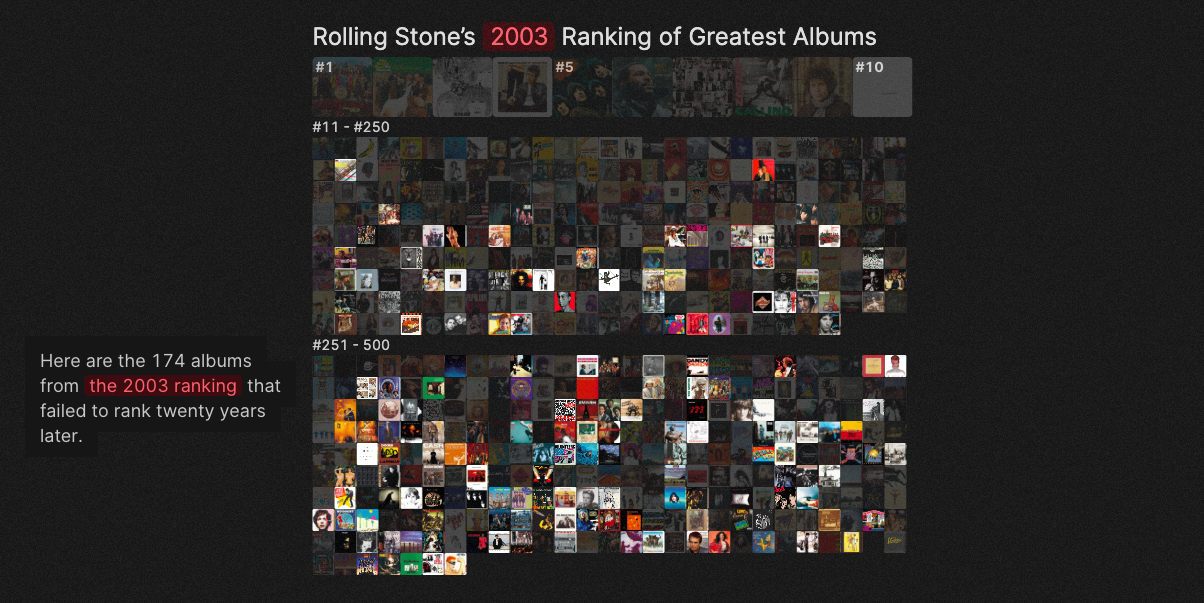 Rolling Stone’s 2003 Ranking of Greatest Albums
#1 #5 #10
#11 - #250
#251 - 500
Here are the 174 albums
from the 2003 ranking that
failed to rank twenty years
later.